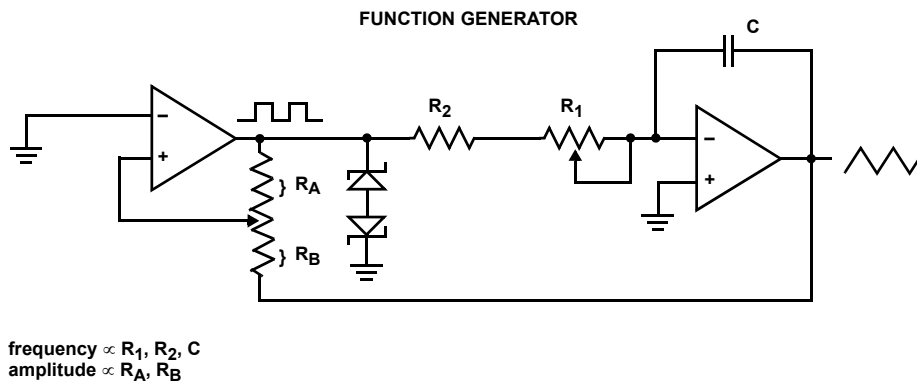 FUNCTION GENERATOR
C
R2
R1
−
+
−
+
} RA
} RB
frequency ∝ R1, R2, C
amplitude ∝ RA, RB